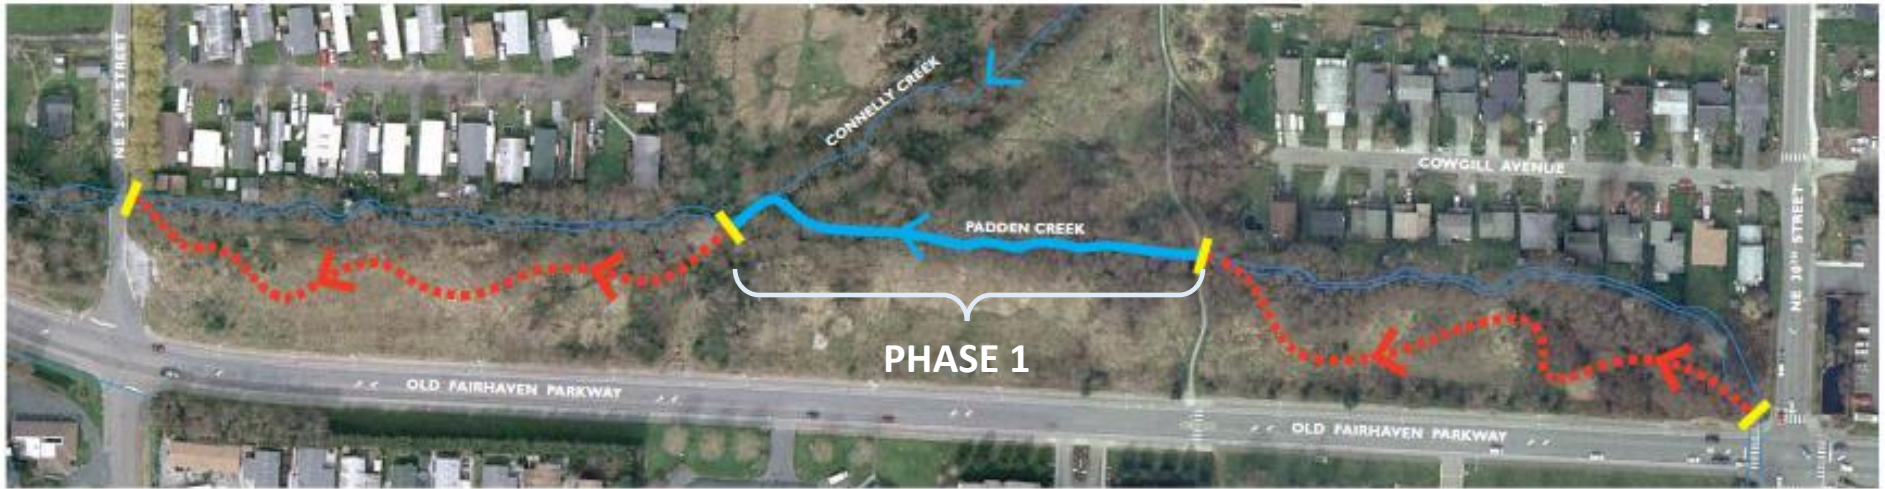 NE 24TH STREET
CONNELLY CREEK
COWGILL AVENUE
PADDEN CREEK
NE 30TH STREET
PHASE 1
OLD FAIRHAVEN PARKWAY
OLD FAIRHAVEN PARKWAY